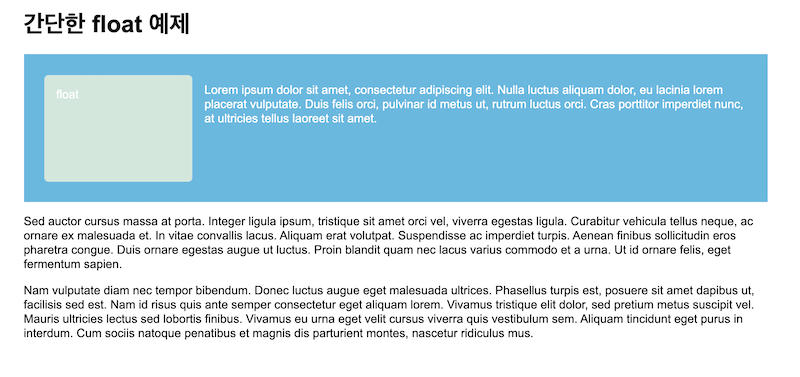 간단한 float 예제
float
Lorem ipsum dolor sit amet, consectetur adipiscing elit. Nulla luctus aliquam dolor, eu lacinia lorem
placerat vulputate. Duis felis orci, pulvinar id metus ut, rutrum luctus orci. Cras porttitor imperdiet nunc,
at ultricies tellus laoreet sit amet.
Sed auctor cursus massa at porta. Integer ligula ipsum, tristique sit amet orci vel, viverra egestas ligula. Curabitur vehicula tellus neque, ac
ornare ex malesuada et. In vitae convallis lacus. Aliquam erat volutpat. Suspendisse ac imperdiet turpis. Aenean finibus sollicitudin eros
pharetra congue. Duis ornare egestas augue ut luctus. Proin blandit quam nec lacus varius commodo et a urna. Ut id ornare felis, eget
fermentum sapien.
Nam vulputate diam nec tempor bibendum. Donec luctus augue eget malesuada ultrices. Phasellus turpis est, posuere sit amet dapibus ut,
facilisis sed est. Nam id risus quis ante semper consectetur eget aliquam lorem. Vivamus tristique elit dolor, sed pretium metus suscipit vel.
Mauris ultricies lectus sed lobortis finibus. Vivamus eu urna eget velit cursus viverra quis vestibulum sem. Aliquam tincidunt eget purus in
interdum. Cum sociis natoque penatibus et magnis dis parturient montes, nascetur ridiculus mus.